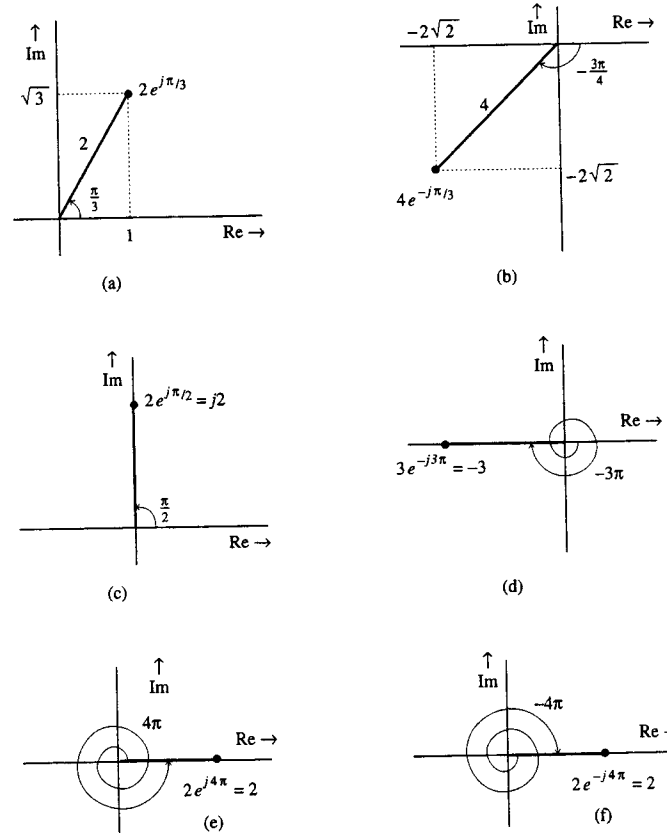 ↑
Im
√3
2e^{jπ/3}
2
π/3
1
Re →
(a)
-2√2
↑
Im
Re →
-3π/4
4
4e^{-jπ/3}
-2√2
(b)
↑
Im
2e^{jπ/2} = j2
π/2
Re →
(c)
↑
Im
Re →
3e^{-j3π} = -3
-3π
(d)
↑
Im
4π
Re →
2e^{j4π} = 2
(e)
↑
Im
-4π
Re →
2e^{-j4π} = 2
(f)